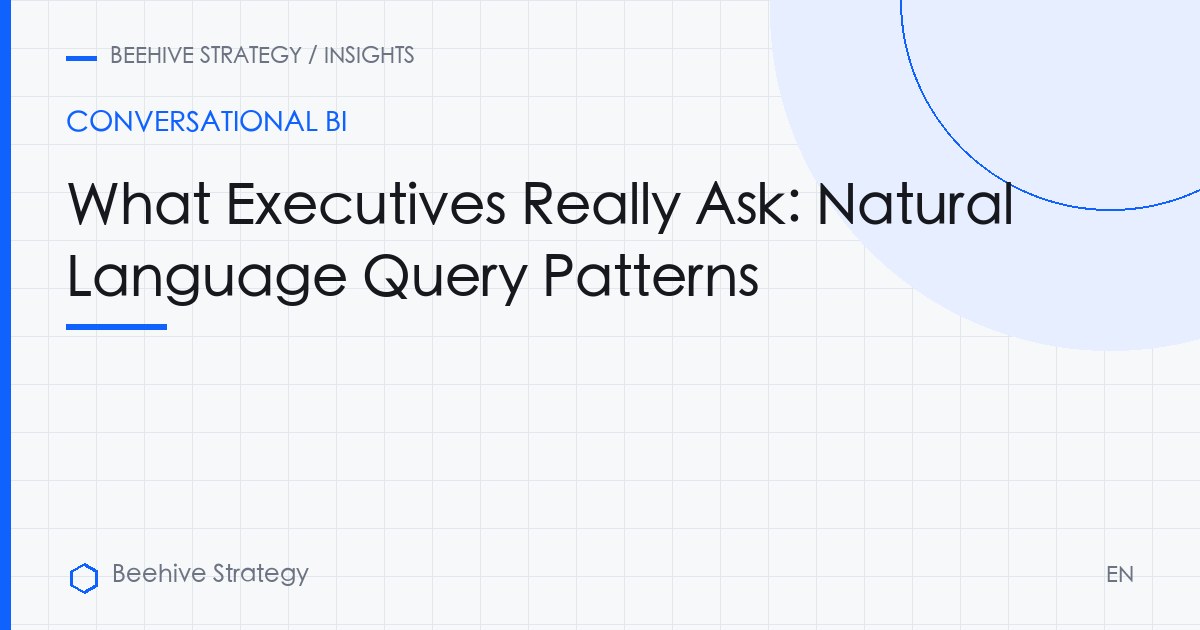 BEEHIVE STRATEGY / INSIGHTS
CONVERSATIONAL BI
What Executives Really Ask: Natural
Language Query Patterns
Beehive Strategy
EN